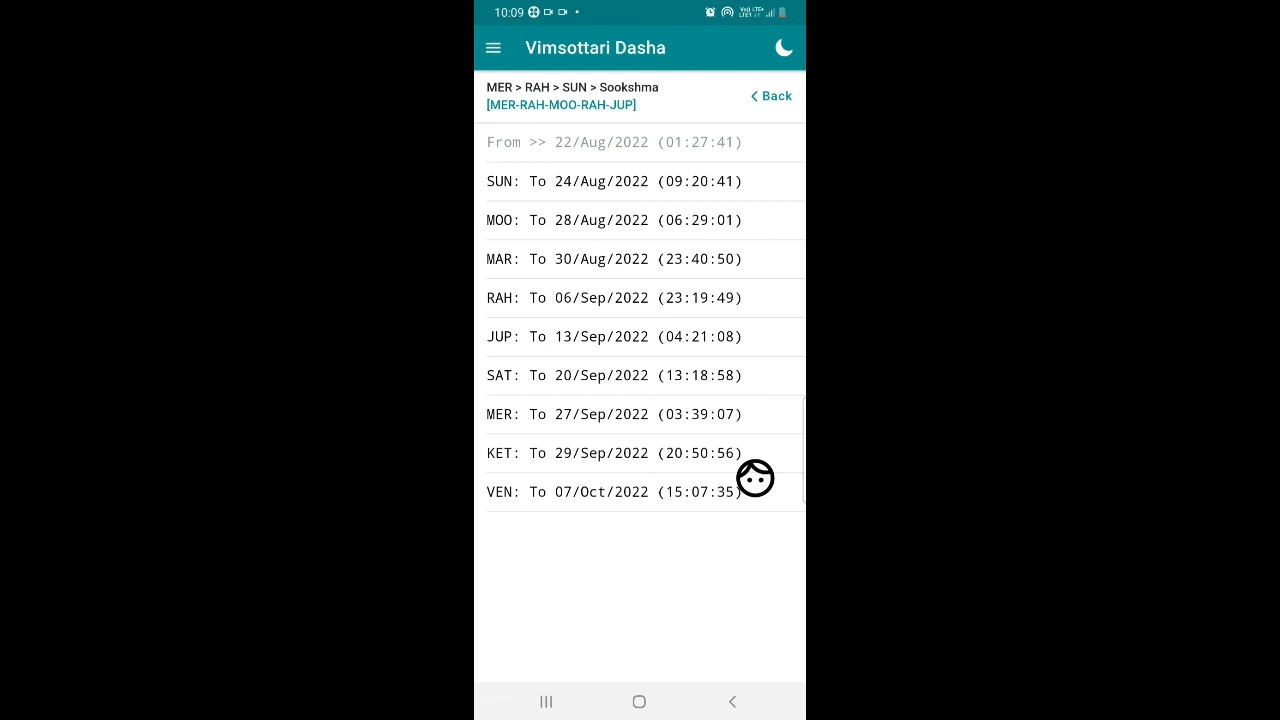 10:09
Vo) LTE+
LTE1
Vimsottari Dasha
MER > RAH > SUN > Sookshma
[MER-RAH-MOO-RAH-JUP]
Back
From >> 22/Aug/2022 (01:27:41)
SUN: To 24/Aug/2022 (09:20:41)
MOO: To 28/Aug/2022 (06:29:01)
MAR: To 30/Aug/2022 (23:40:50)
RAH: To 06/Sep/2022 (23:19:49)
JUP: To 13/Sep/2022 (04:21:08)
SAT: To 20/Sep/2022 (13:18:58)
MER: To 27/Sep/2022 (03:39:07)
KET: To 29/Sep/2022 (20:50:56)
VEN: To 07/Oct/2022 (15:07:35)